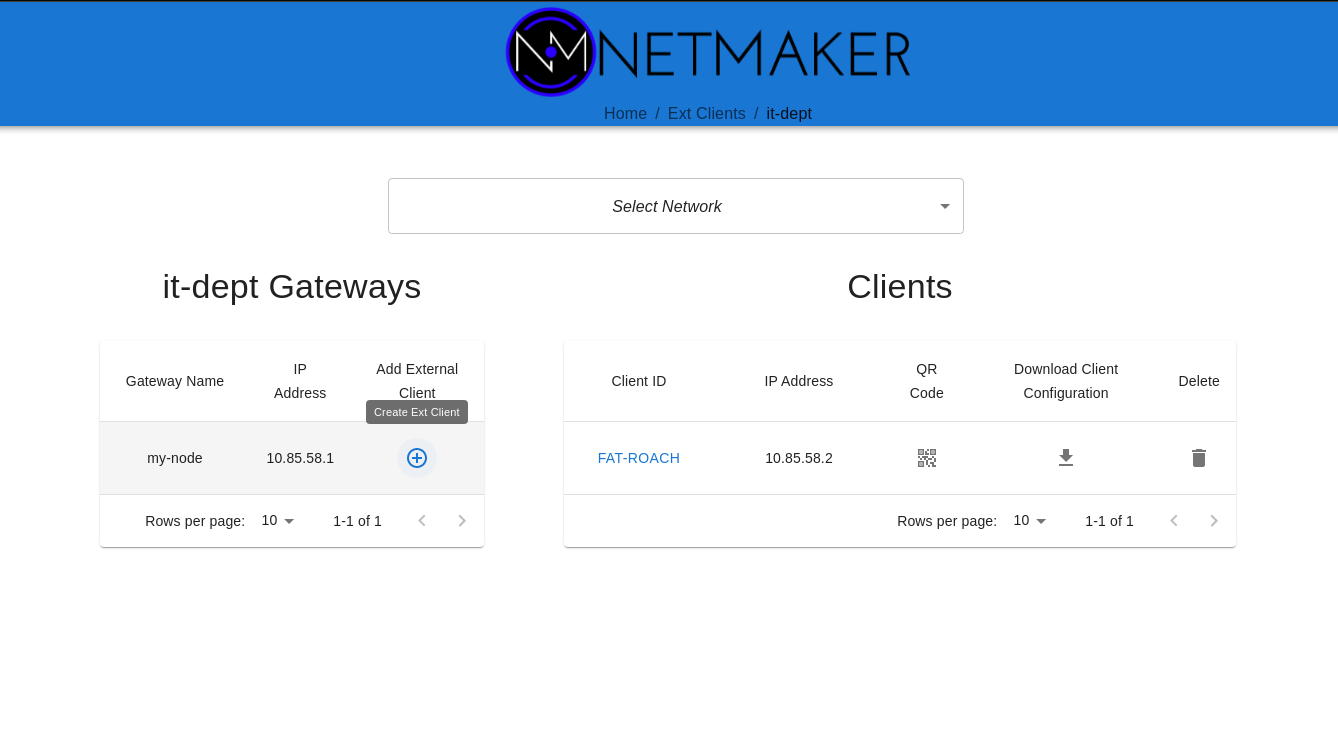 NM NETMAKER
Home / Ext Clients / it-dept
Select Network
it-dept Gateways
Clients
Gateway Name
IP
Address
Add External
Client
Create Ext Client
my-node
10.85.58.1
Rows per page: 10 1-1 of 1
Client ID
IP Address
QR
Code
Download Client
Configuration
Delete
FAT-ROACH
10.85.58.2
Rows per page: 10 1-1 of 1